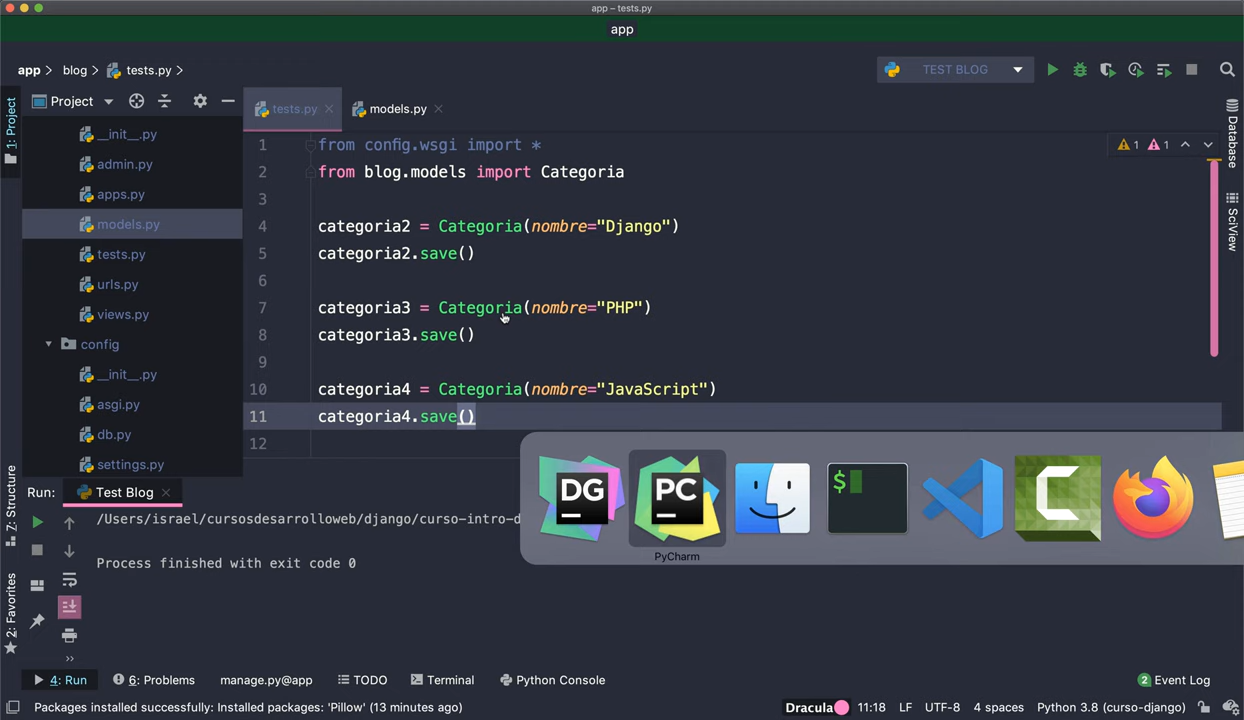 app – tests.py
app
app
blog
tests.py
TEST BLOG
1: Project
Project
tests.py
models.py
Database
SciView
__init__.py
admin.py
apps.py
models.py
tests.py
urls.py
views.py
config
__init__.py
asgi.py
db.py
settings.py
1 from config.wsgi import *
2 from blog.models import Categoria
3
4 categoria2 = Categoria(nombre="Django")
5 categoria2.save()
6
7 categoria3 = Categoria(nombre="PHP")
8 categoria3.save()
9
10 categoria4 = Categoria(nombre="JavaScript")
11 categoria4.save()
12
1
1
DG
PC
PyCharm
$
C
Z: Structure
2: Favorites
Run:
Test Blog
/Users/israel/cursosdesarrolloweb/django/curso-intro-d
Process finished with exit code 0
4: Run
6: Problems
manage.py@app
TODO
Terminal
Python Console
2 Event Log
Packages installed successfully: Installed packages: 'Pillow' (13 minutes ago)
Dracula
11:18
LF
UTF-8
4 spaces
Python 3.8 (curso-django)